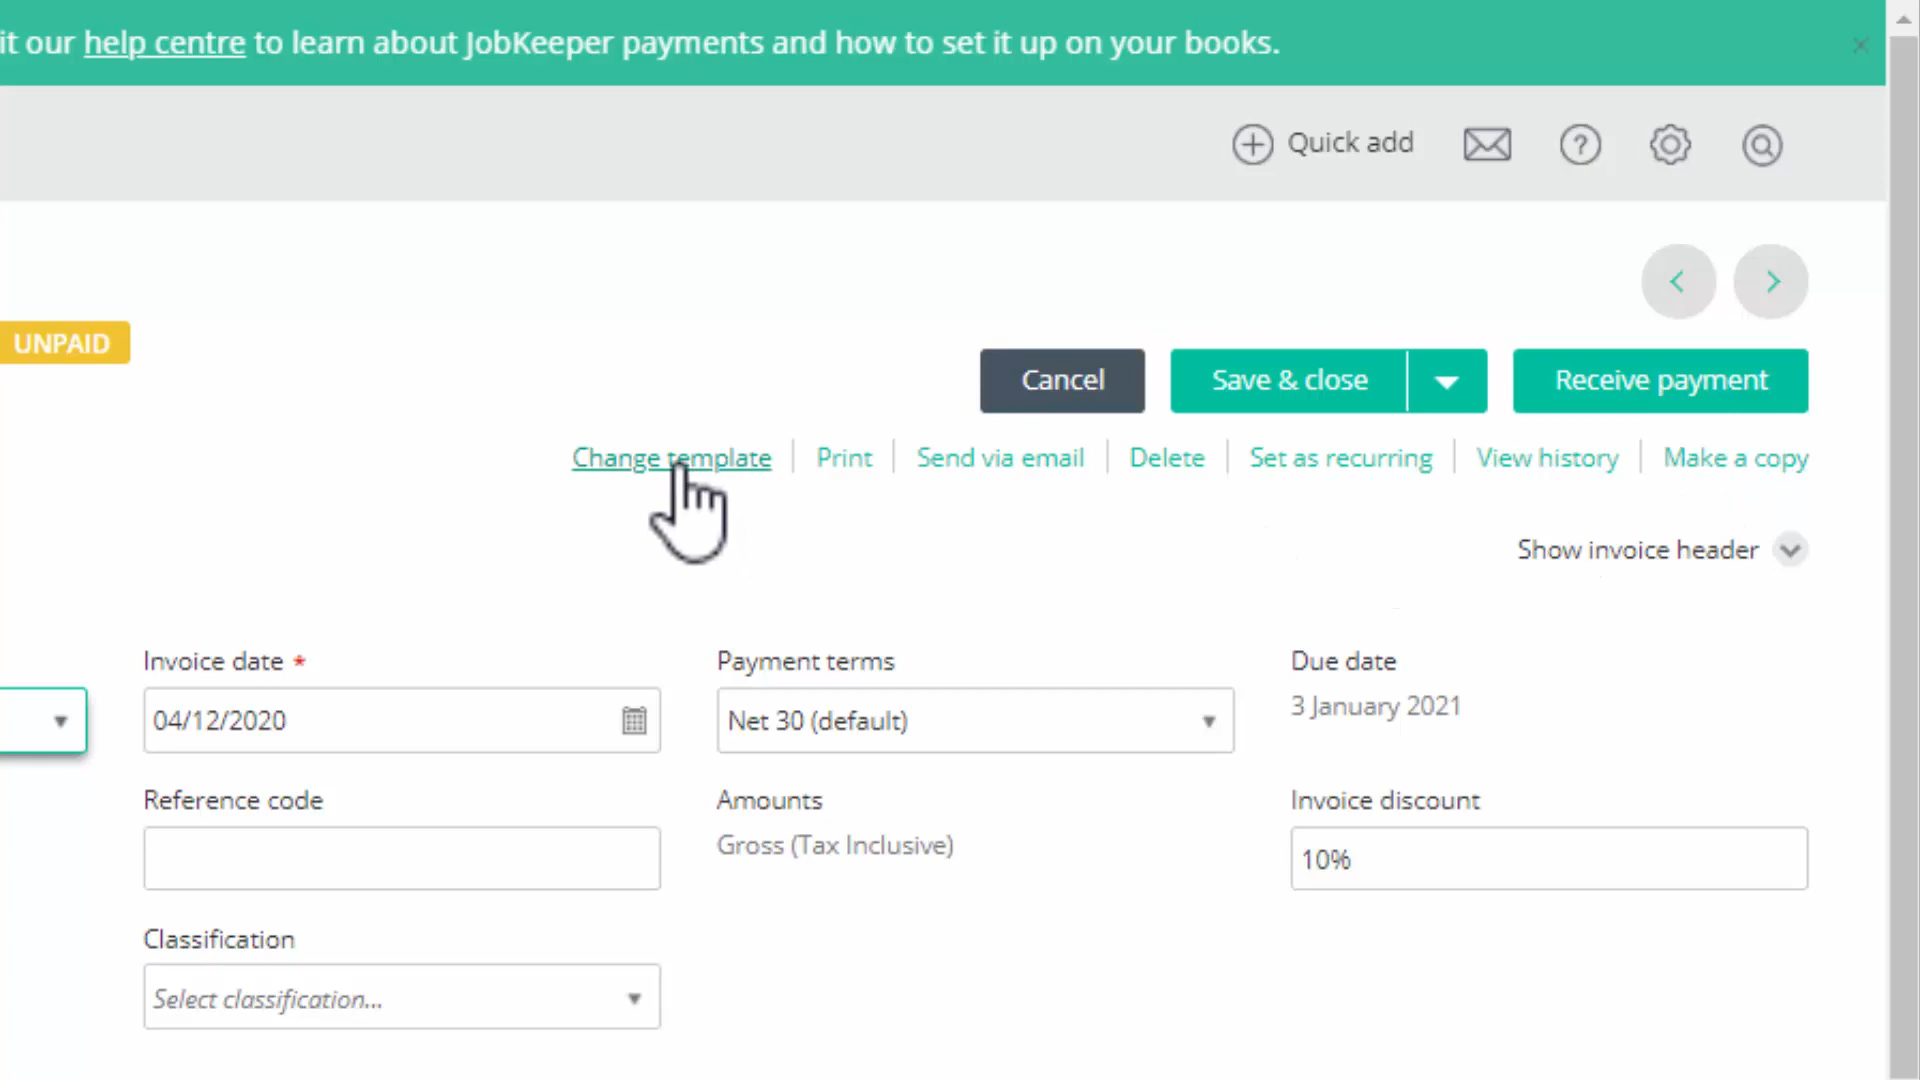 it our help centre to learn about JobKeeper payments and how to set it up on your books.
Quick add
UNPAID
Cancel
Save & close
Receive payment
Change template
Print
Send via email
Delete
Set as recurring
View history
Make a copy
Show invoice header
Invoice date *
Payment terms
Due date
04/12/2020
Net 30 (default)
3 January 2021
Reference code
Amounts
Invoice discount
Gross (Tax Inclusive)
10%
Classification
Select classification...